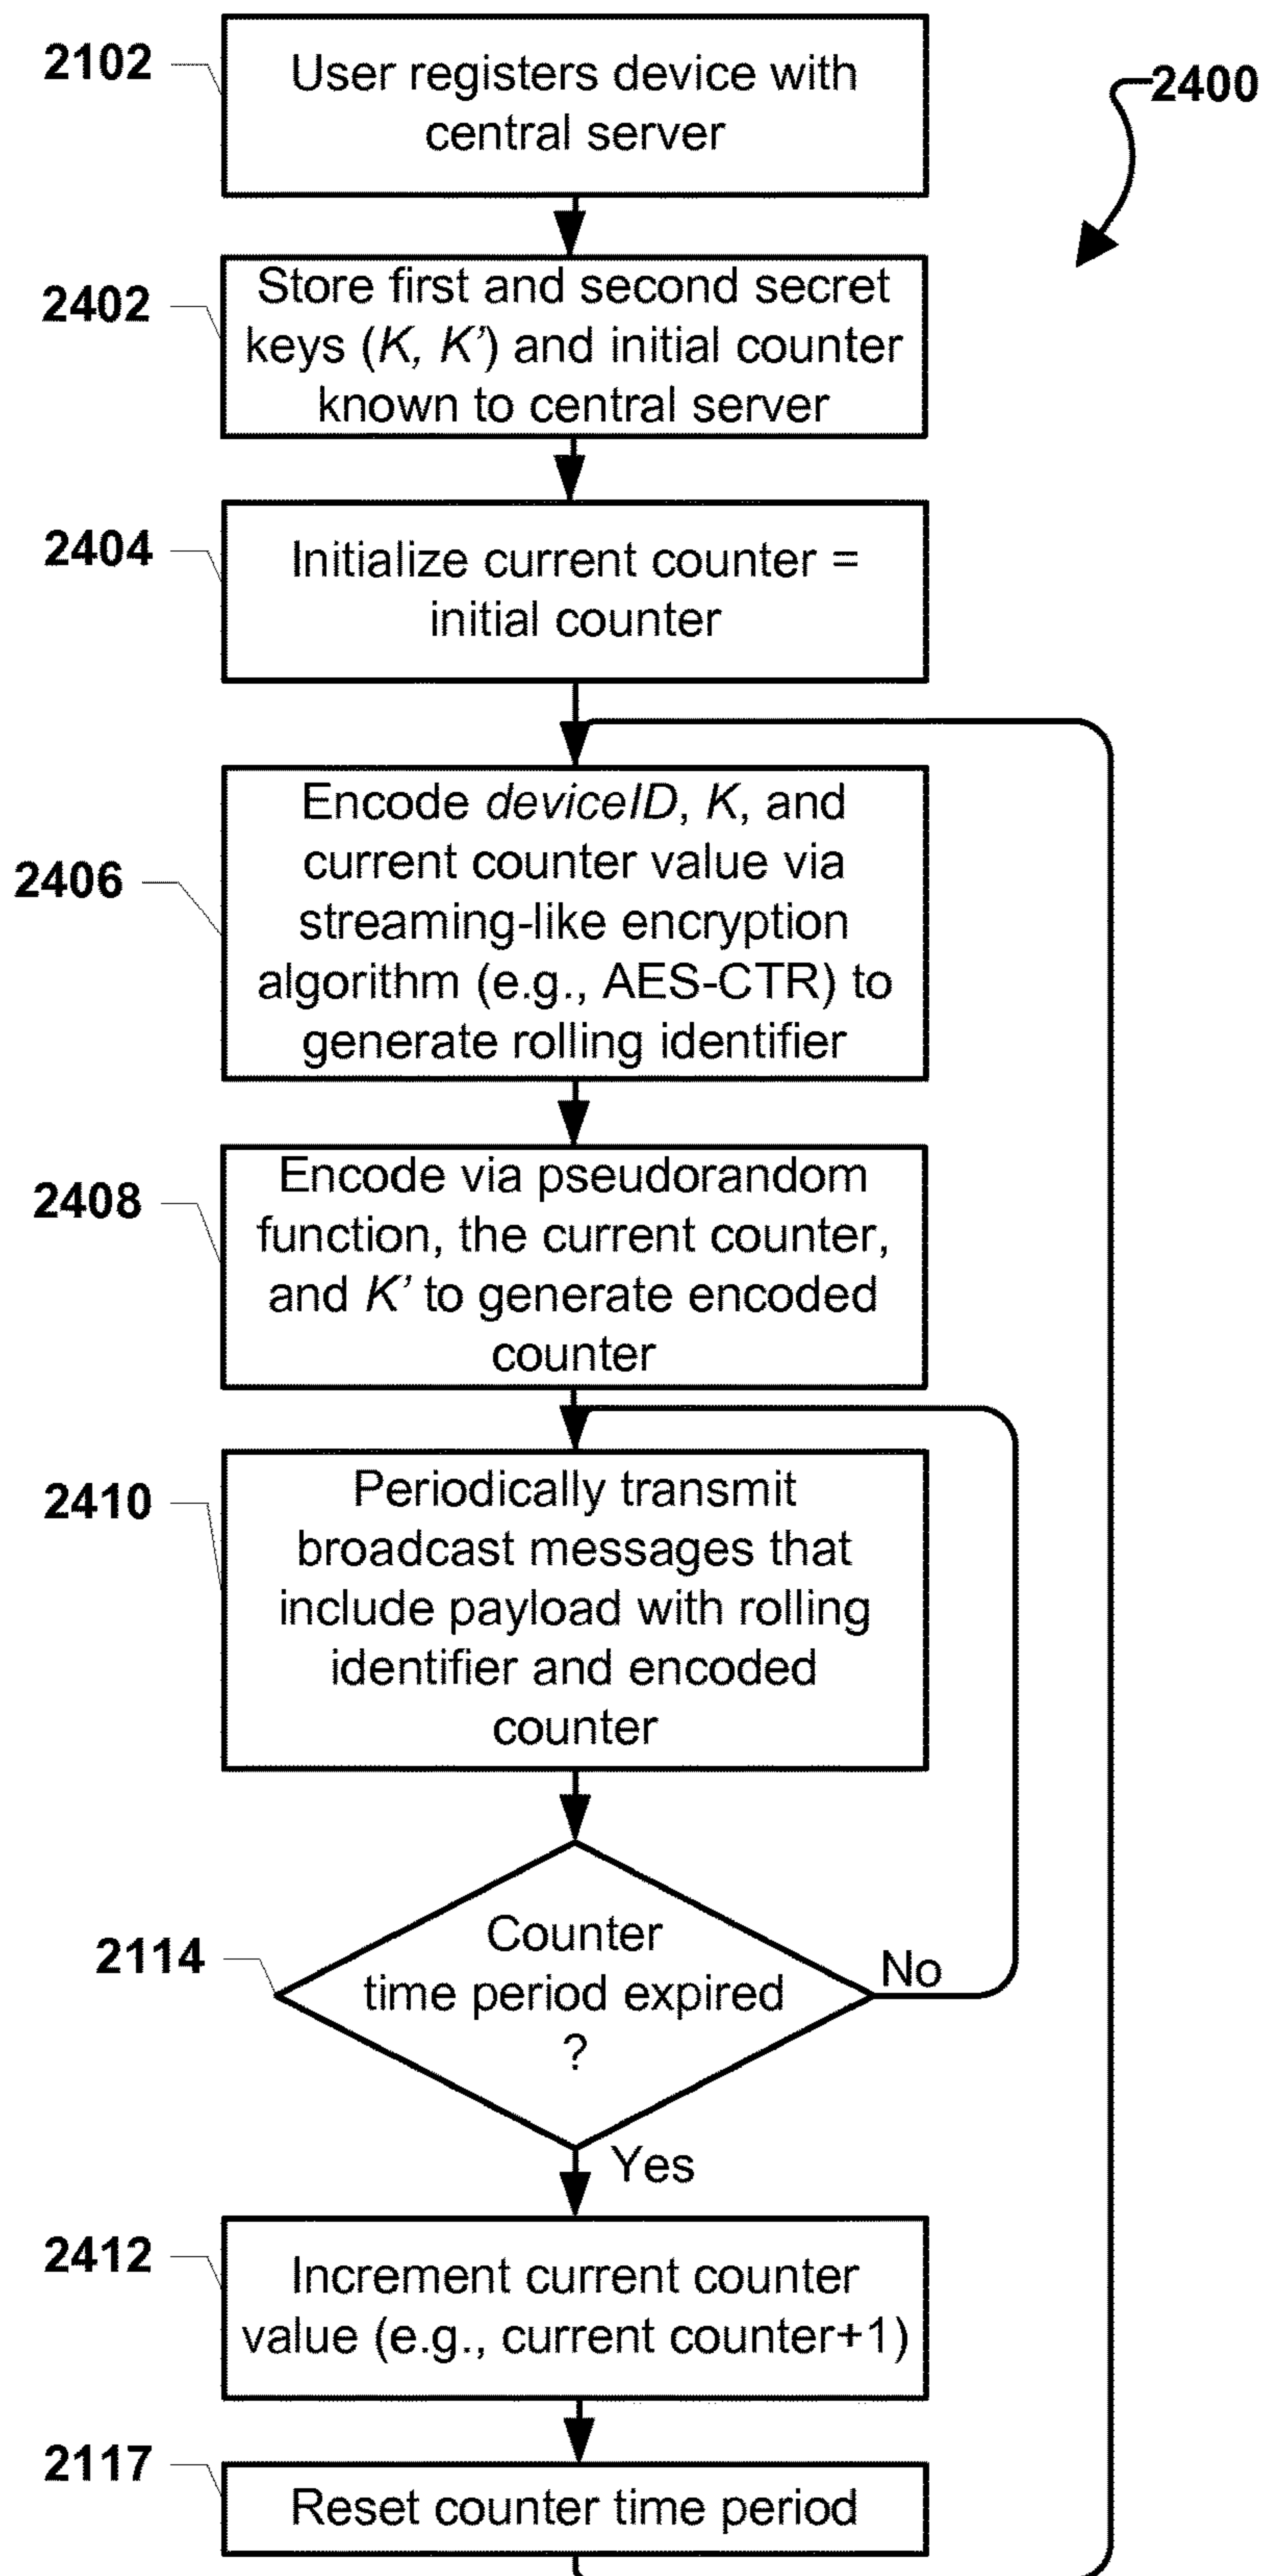 2102
User registers device with
central server
2400
2402
Store first and second secret
keys (K, K’) and initial counter
known to central server
2404
Initialize current counter =
initial counter
2406
Encode deviceID, K, and
current counter value via
streaming-like encryption
algorithm (e.g., AES-CTR) to
generate rolling identifier
2408
Encode via pseudorandom
function, the current counter,
and K’ to generate encoded
counter
2410
Periodically transmit
broadcast messages that
include payload with rolling
identifier and encoded
counter
2114
Counter
time period expired
?
No
Yes
2412
Increment current counter
value (e.g., current counter+1)
2117
Reset counter time period